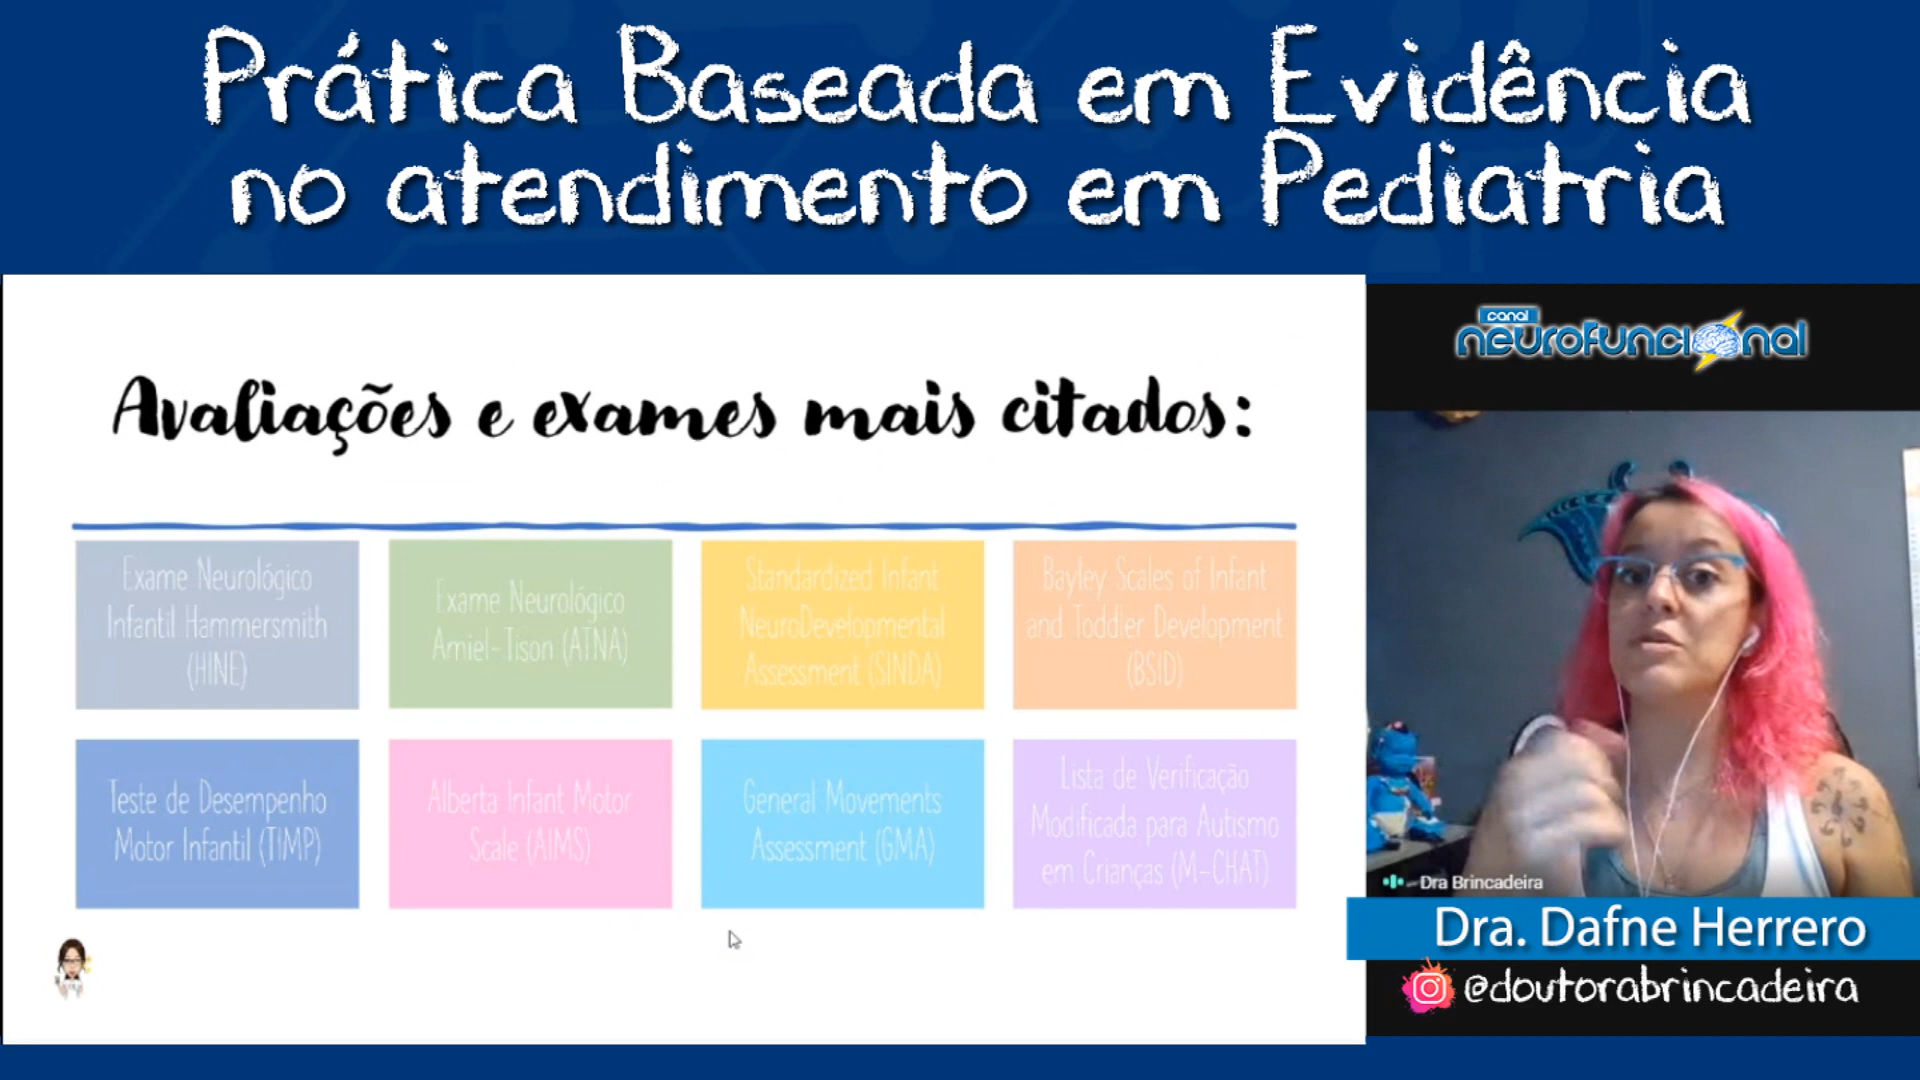 Prática Baseada em Evidência
no atendimento em Pediatria
canal
neurofuncional
Avaliações e exames mais citados:
Exame Neurológico
Infantil Hammersmith
(HINE)
Exame Neurológico
Amiel-Tison (ATNA)
Standardized Infant
NeuroDevelopmental
Assessment (SINDA)
Bayley Scales of Infant
and Toddler Development
(BSID)
Teste de Desempenho
Motor Infantil (TIMP)
Alberta Infant Motor
Scale (AIMS)
General Movements
Assessment (GMA)
Lista de Verificação
Modificada para Autismo
em Crianças (M-CHAT)
Dra Brincadeira
Dra. Dafne Herrero
@doutorabrincadeira